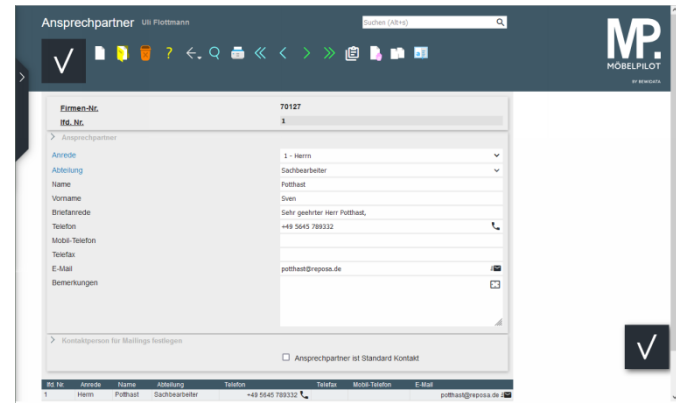 Ansprechpartner Uli Flottmann
Suchen (Alt+s)
MP.
MÖBELPILOT
BY REMIDATA
Firmen-Nr. 70127
lfd. Nr. 1
Ansprechpartner
Anrede 1 - Herrn
Abteilung Sachbearbeiter
Name Potthast
Vorname Sven
Briefanrede Sehr geehrter Herr Potthast,
Telefon +49 5645 789332
Mobil-Telefon
Telefax
E-Mail potthast@reposa.de
Bemerkungen
Kontaktperson für Mailings festlegen
Ansprechpartner ist Standard Kontakt
lfd. Nr. Anrede Name Abteilung Telefon Telefax Mobil-Telefon E-Mail
1 Herrn Potthast Sachbearbeiter +49 5645 789332 potthast@reposa.de